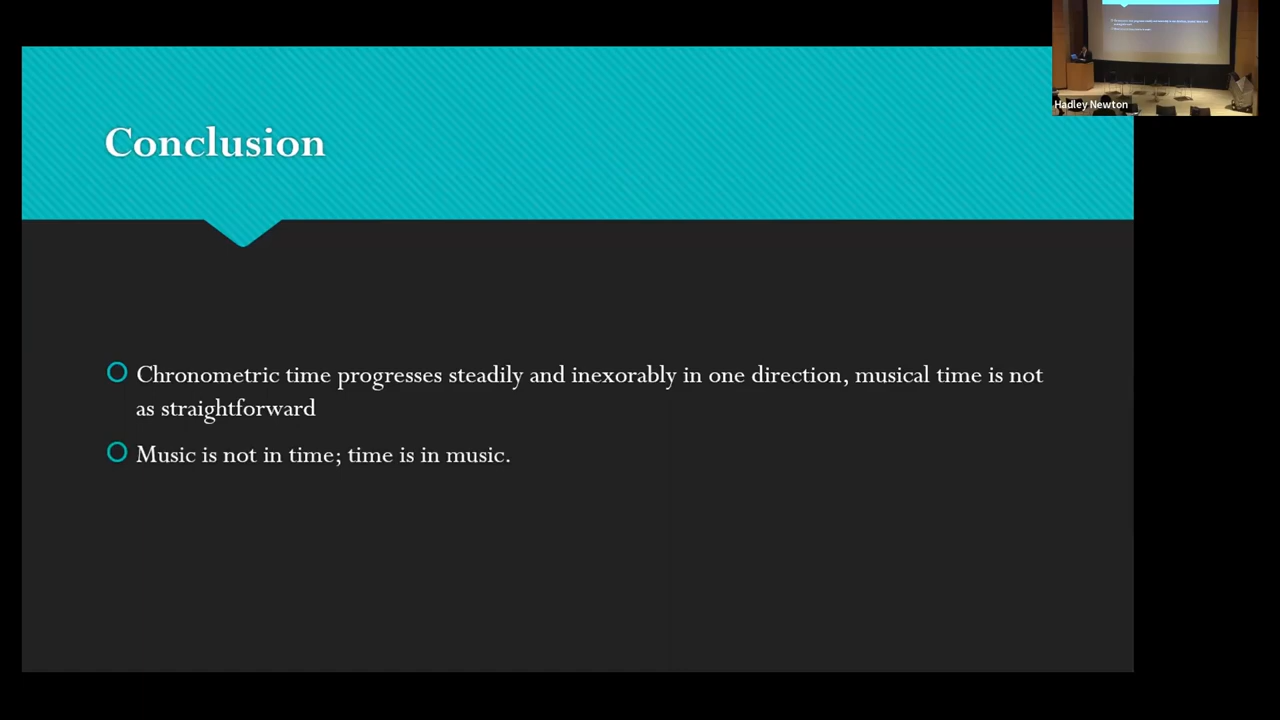 Hadley Newton
Conclusion
Chronometric time progresses steadily and inexorably in one direction, musical time is not
as straightforward
Music is not in time; time is in music.